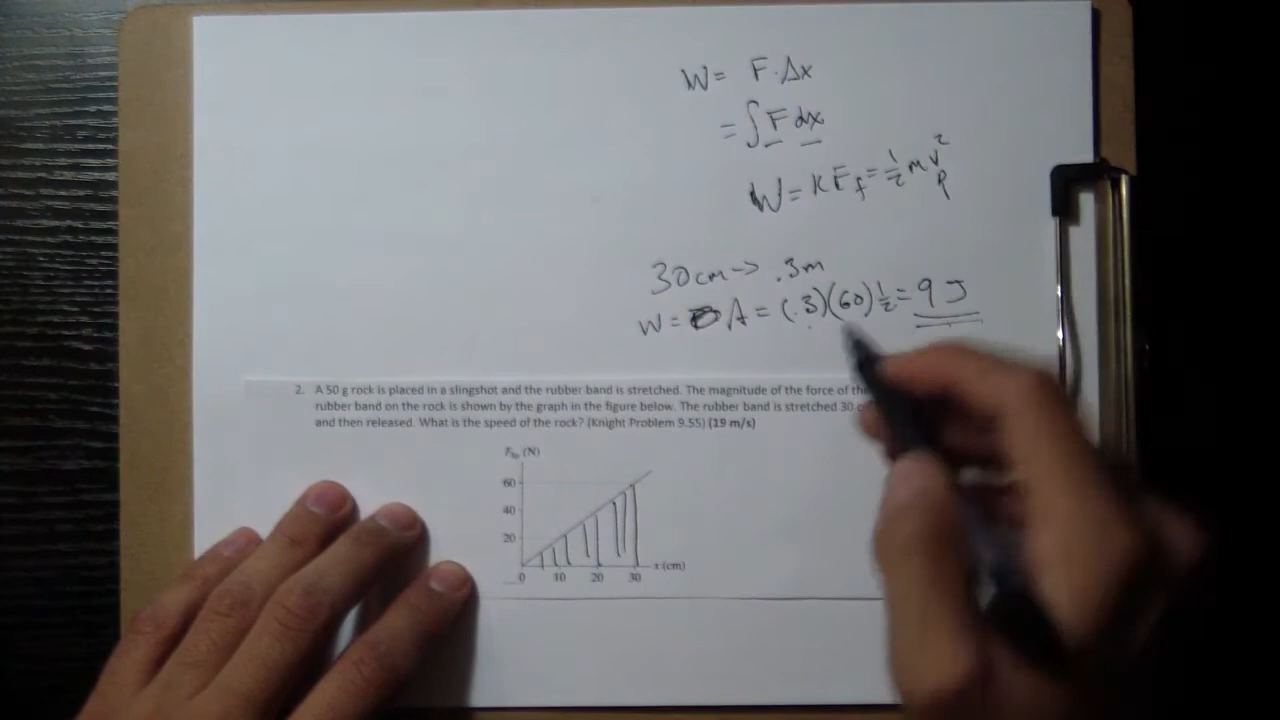 W = F · Δx
= ∫ F dx
W = KE_f = 1/2 m v_f^2
30cm -> .3m
W = A = (.3)(60) 1/2 = 9 J
2. A 50 g rock is placed in a slingshot and the rubber band is stretched. The magnitude of the force of the
rubber band on the rock is shown by the graph in the figure below. The rubber band is stretched 30
and then released. What is the speed of the rock? (Knight Problem 9.55) (19 m/s)
(N)
60
40
20
0 10 20 30 x (cm)